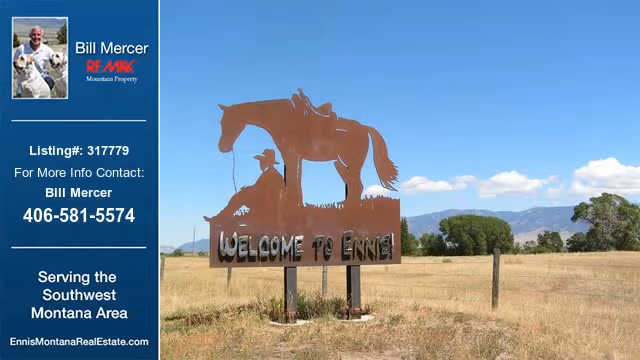 Bill Mercer
RE/MAX
Mountain Property
Listing#: 317779
For More Info Contact:
Bill Mercer
406-581-5574
Serving the
Southwest
Montana Area
EnnisMontanaRealEstate.com
WELCOME TO ENNIS!